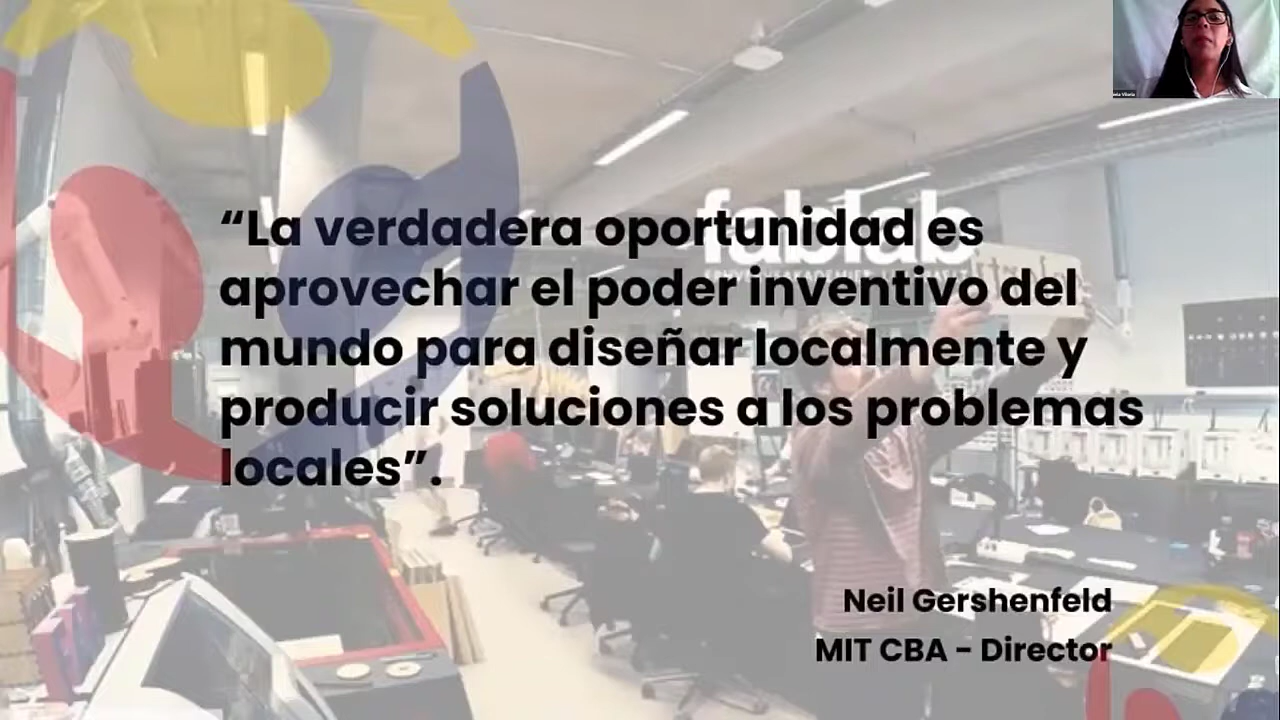 fablab
“La verdadera oportunidad es
aprovechar el poder inventivo del
mundo para diseñar localmente y
producir soluciones a los problemas
locales”.
Neil Gershenfeld
MIT CBA - Director